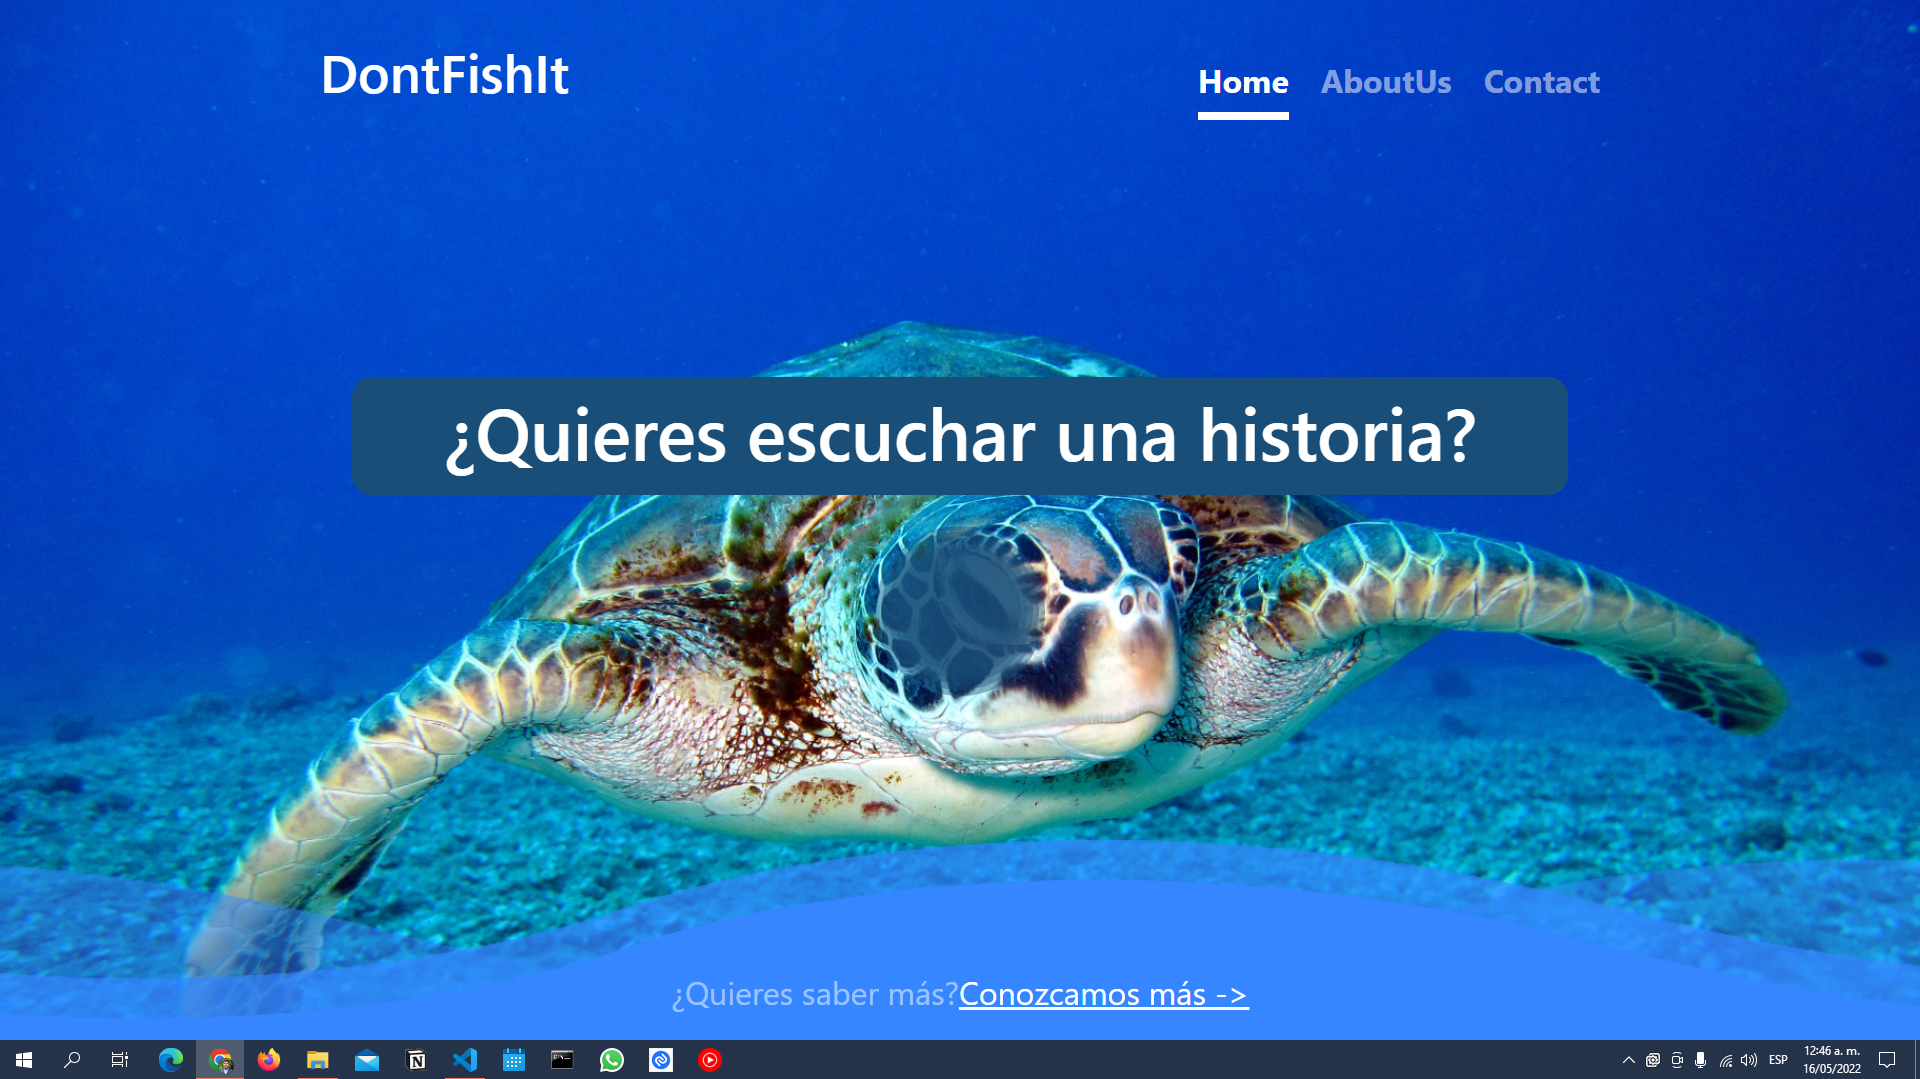 DontFishIt
Home AboutUs Contact
¿Quieres escuchar una historia?
¿Quieres saber más?Conozcamos más ->
ESP
12:46 a. m.
16/05/2022